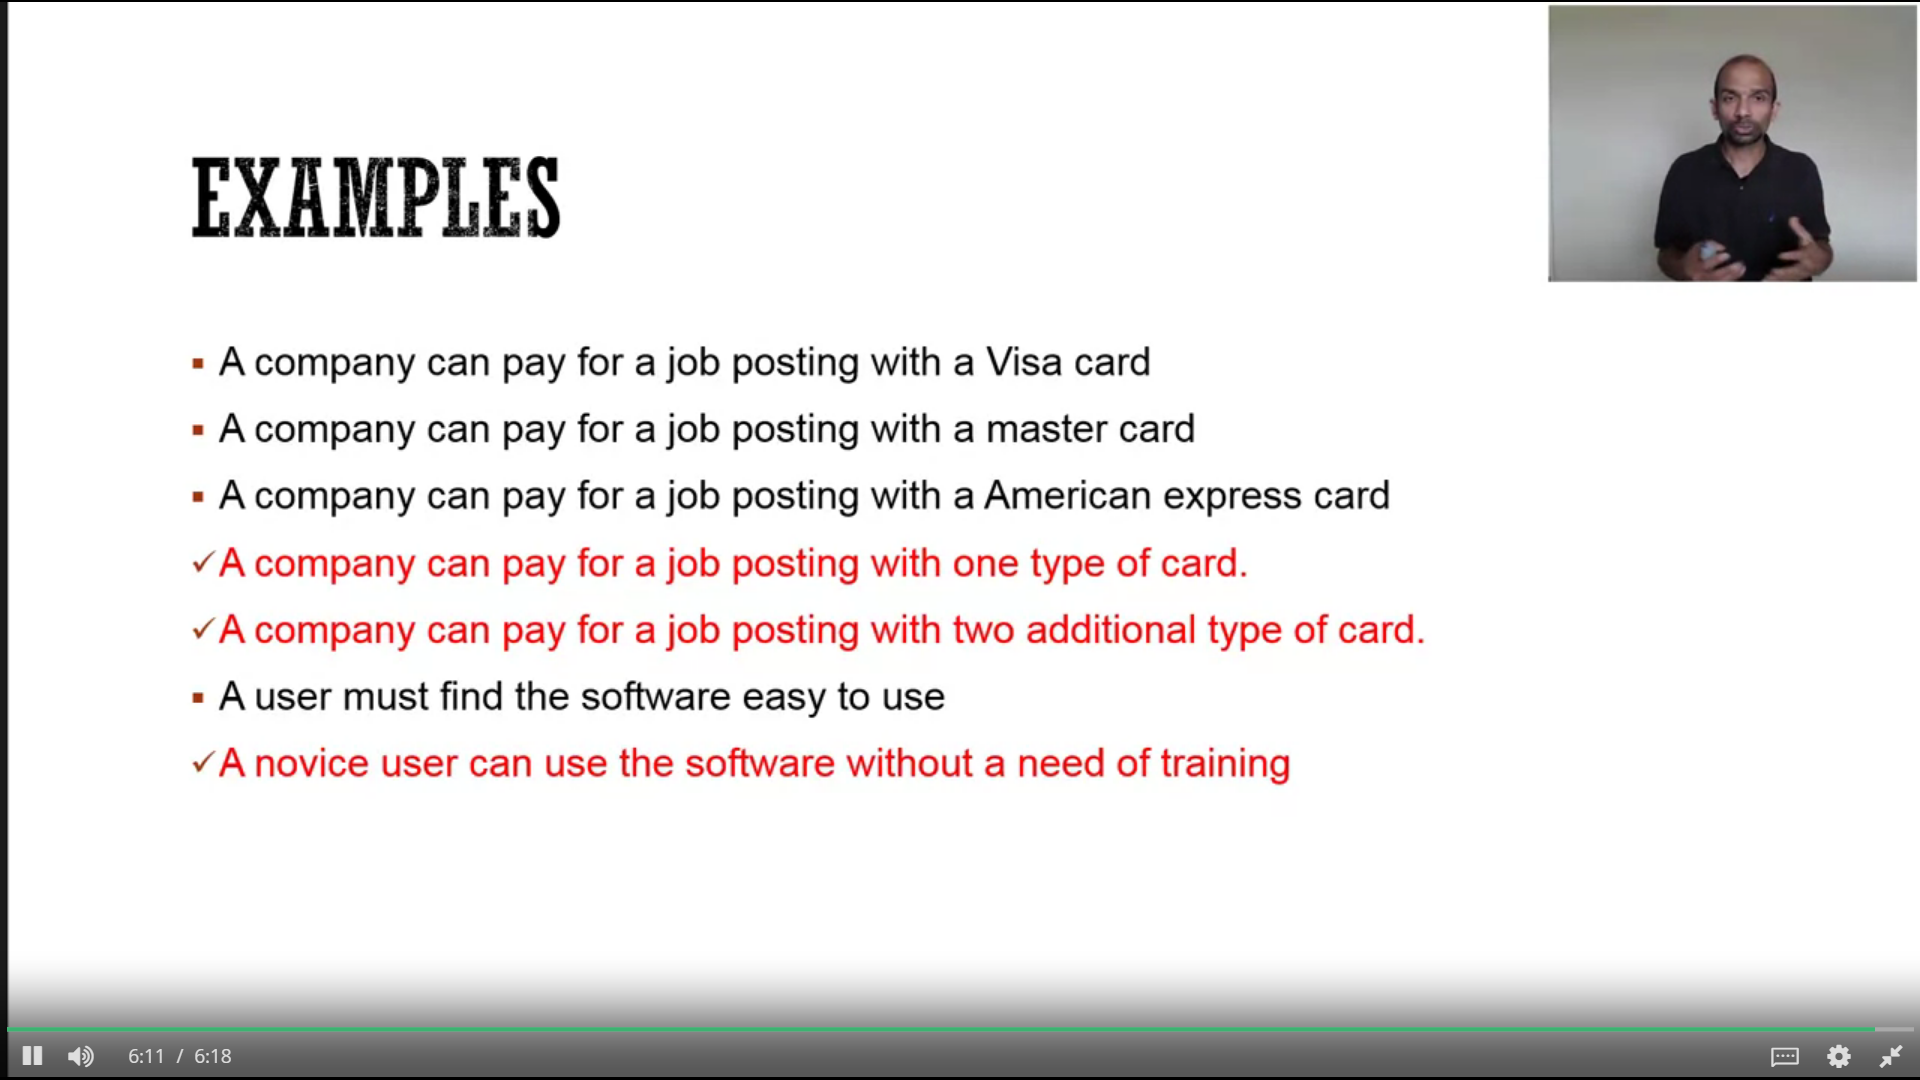 EXAMPLES
A company can pay for a job posting with a Visa card
A company can pay for a job posting with a master card
A company can pay for a job posting with a American express card
A company can pay for a job posting with one type of card.
A company can pay for a job posting with two additional type of card.
A user must find the software easy to use
A novice user can use the software without a need of training
6:11 / 6:18